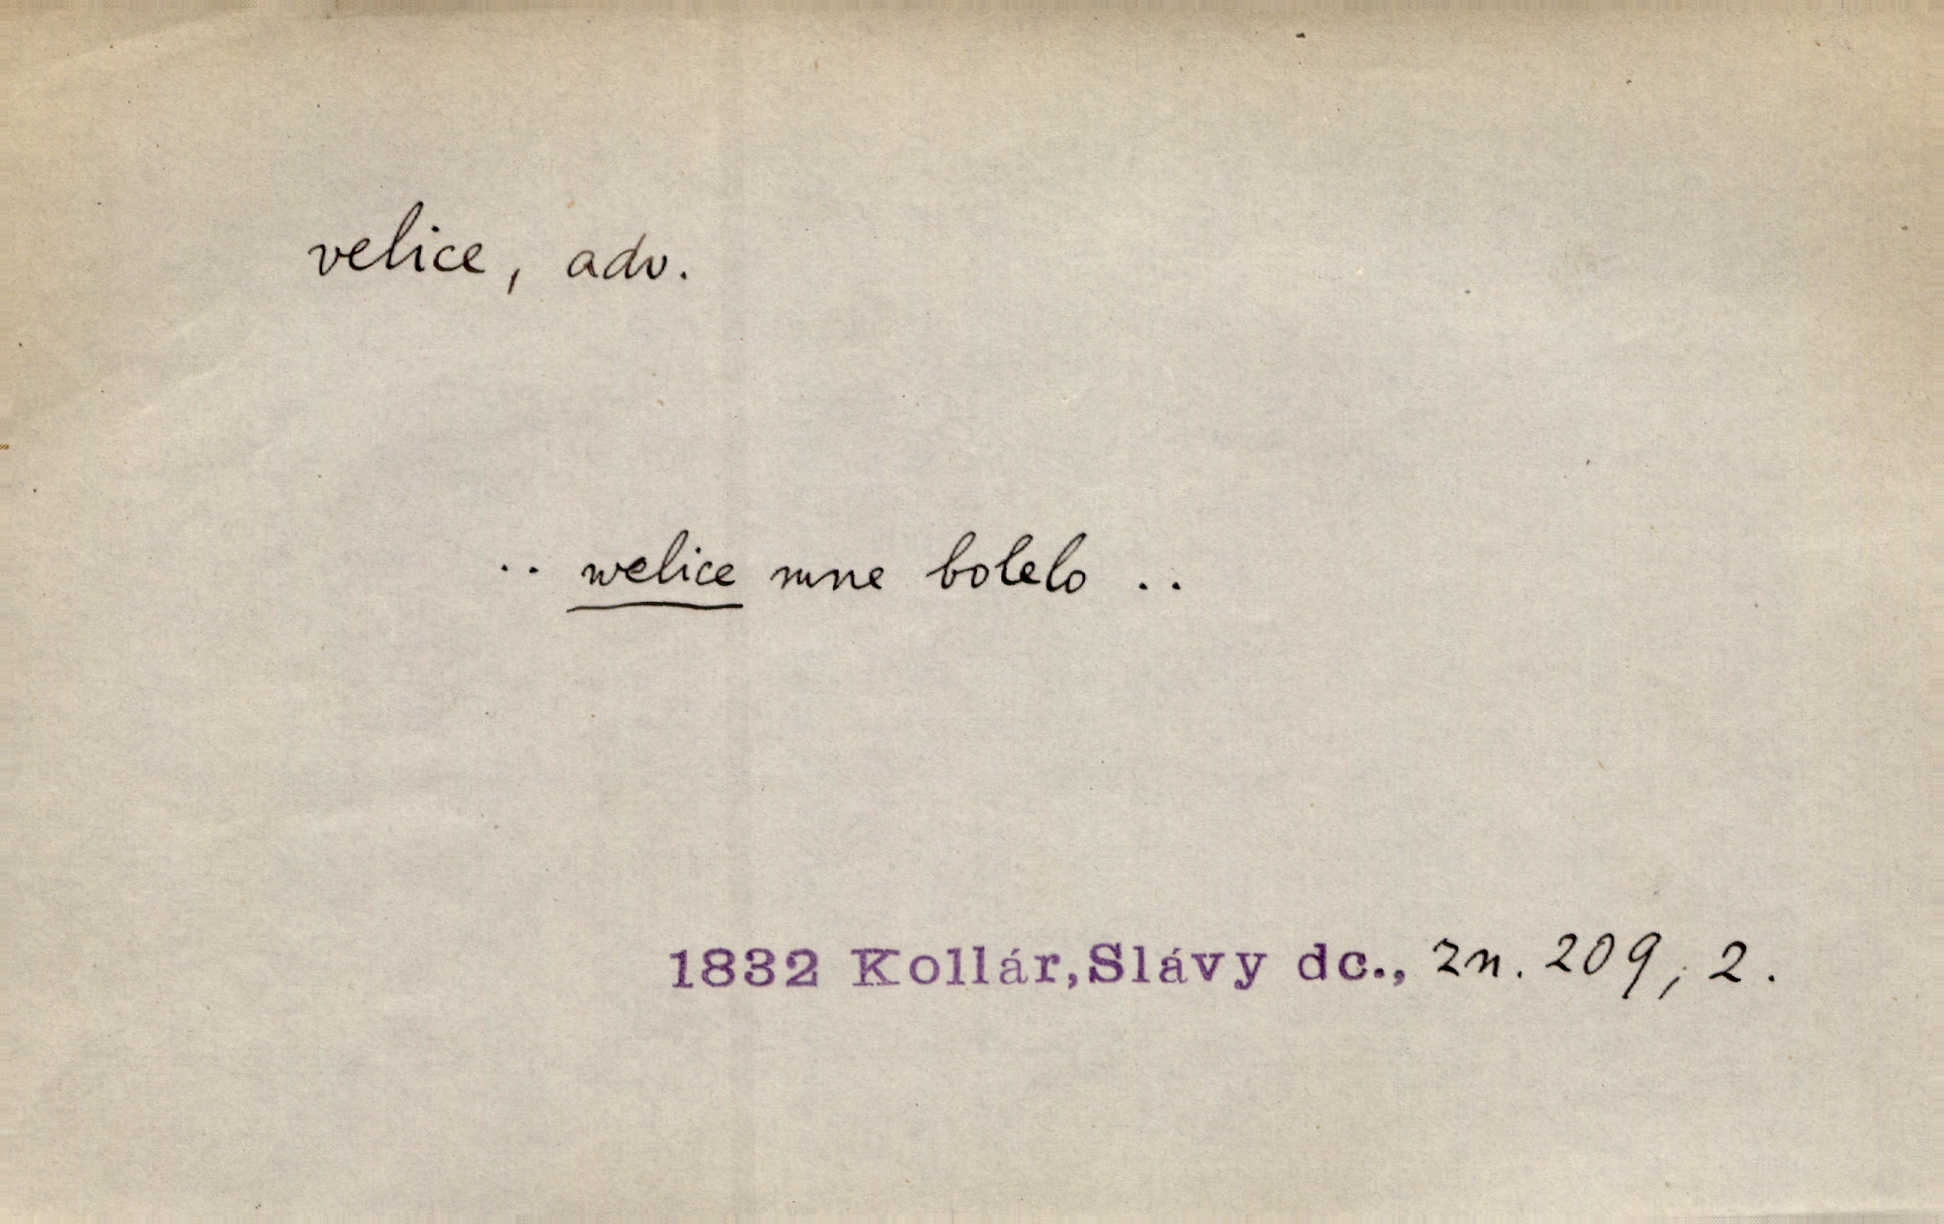 velice, adv.
.. welice mne bolelo ..
1832 Kollár, Slávy dc., zn. 209, 2.